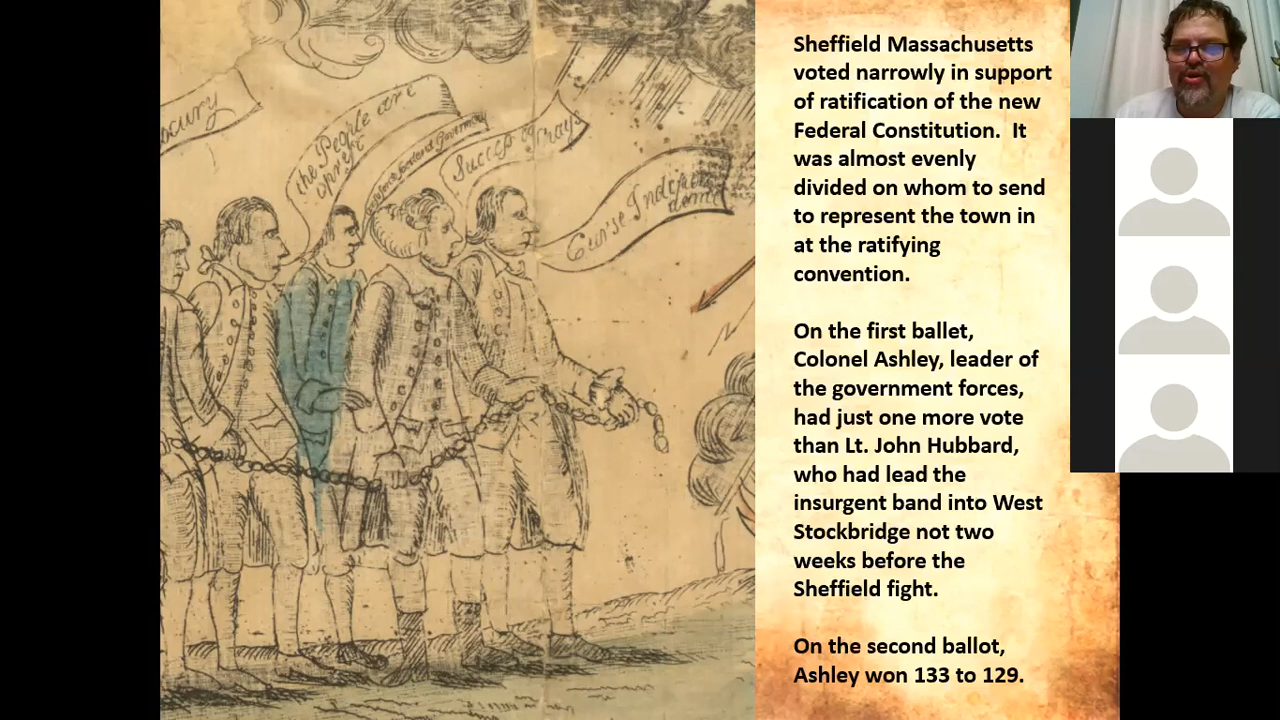 ocury
the People are
oprest
Success to Shays
Curse
Sheffield Massachusetts
voted narrowly in support
of ratification of the new
Federal Constitution. It
was almost evenly
divided on whom to send
to represent the town in
at the ratifying
convention.
On the first ballet,
Colonel Ashley, leader of
the government forces,
had just one more vote
than Lt. John Hubbard,
who had lead the
insurgent band into West
Stockbridge not two
weeks before the
Sheffield fight.
On the second ballot,
Ashley won 133 to 129.